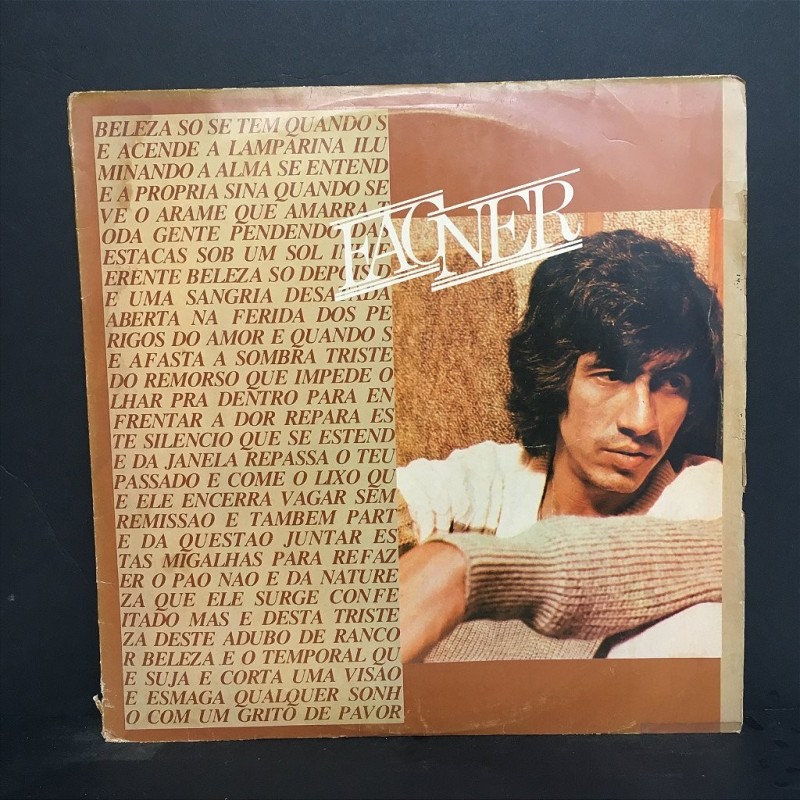 BELEZA SO SE TEM QUANDO S
E ACENDE A LAMPARINA ILU
MINANDO A ALMA SE ENTEND
E A PROPRIA SINA QUANDO SE
VE O ARAME QUE AMARRA T
ODA GENTE PENDENDO DAS
ESTACAS SOB UM SOL
ERENTE BELEZA SO DEPOIS D
E UMA SANGRIA DESATADA
ABERTA NA FERIDA DOS PE
RIGOS DO AMOR E QUANDO S
E AFASTA A SOMBRA TRISTE
DO REMORSO QUE IMPEDE O
LHAR PRA DENTRO PARA EN
FRENTAR A DOR REPARA ES
TE SILENCIO QUE SE ESTEND
E DA JANELA REPASSA O TEU
PASSADO E COME O LIXO QU
E ELE ENCERRA VAGAR SEM
REMISSAO E TAMBEM PART
E DA QUESTAO JUNTAR ES
TAS MIGALHAS PARA REFAZ
ER O PAO NAO E DA NATURE
ZA QUE ELE SURGE CONFE
ITADO MAS E DESTA TRISTE
ZA DESTE ADUBO DE RANCO
R BELEZA E O TEMPORAL QU
E SUJA E CORTA UMA VISAO
E ESMAGA QUALQUER SONH
O COM UM GRITO DE PAVOR
FAGNER